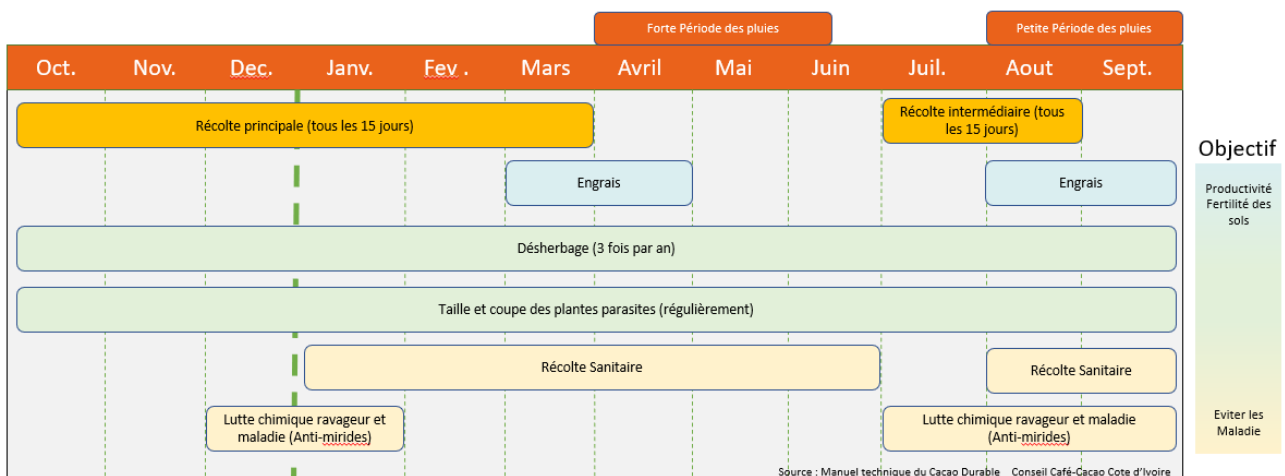 Forte Période des pluies
Petite Période des pluies
Oct.
Nov.
Dec.
Janv.
Fev .
Mars
Avril
Mai
Juin
Juil.
Aout
Sept.
Récolte principale (tous les 15 jours)
Récolte intermédiaire (tous
les 15 jours)
Objectif
Engrais
Engrais
Productivité
Fertilité des
sols
Désherbage (3 fois par an)
Taille et coupe des plantes parasites (régulièrement)
Récolte Sanitaire
Récolte Sanitaire
Lutte chimique ravageur et
maladie (Anti-mirides)
Lutte chimique ravageur et maladie
(Anti-mirides)
Eviter les
Maladie
Source : Manuel technique du Cacao Durable Conseil Café-Cacao Cote d'Ivoire